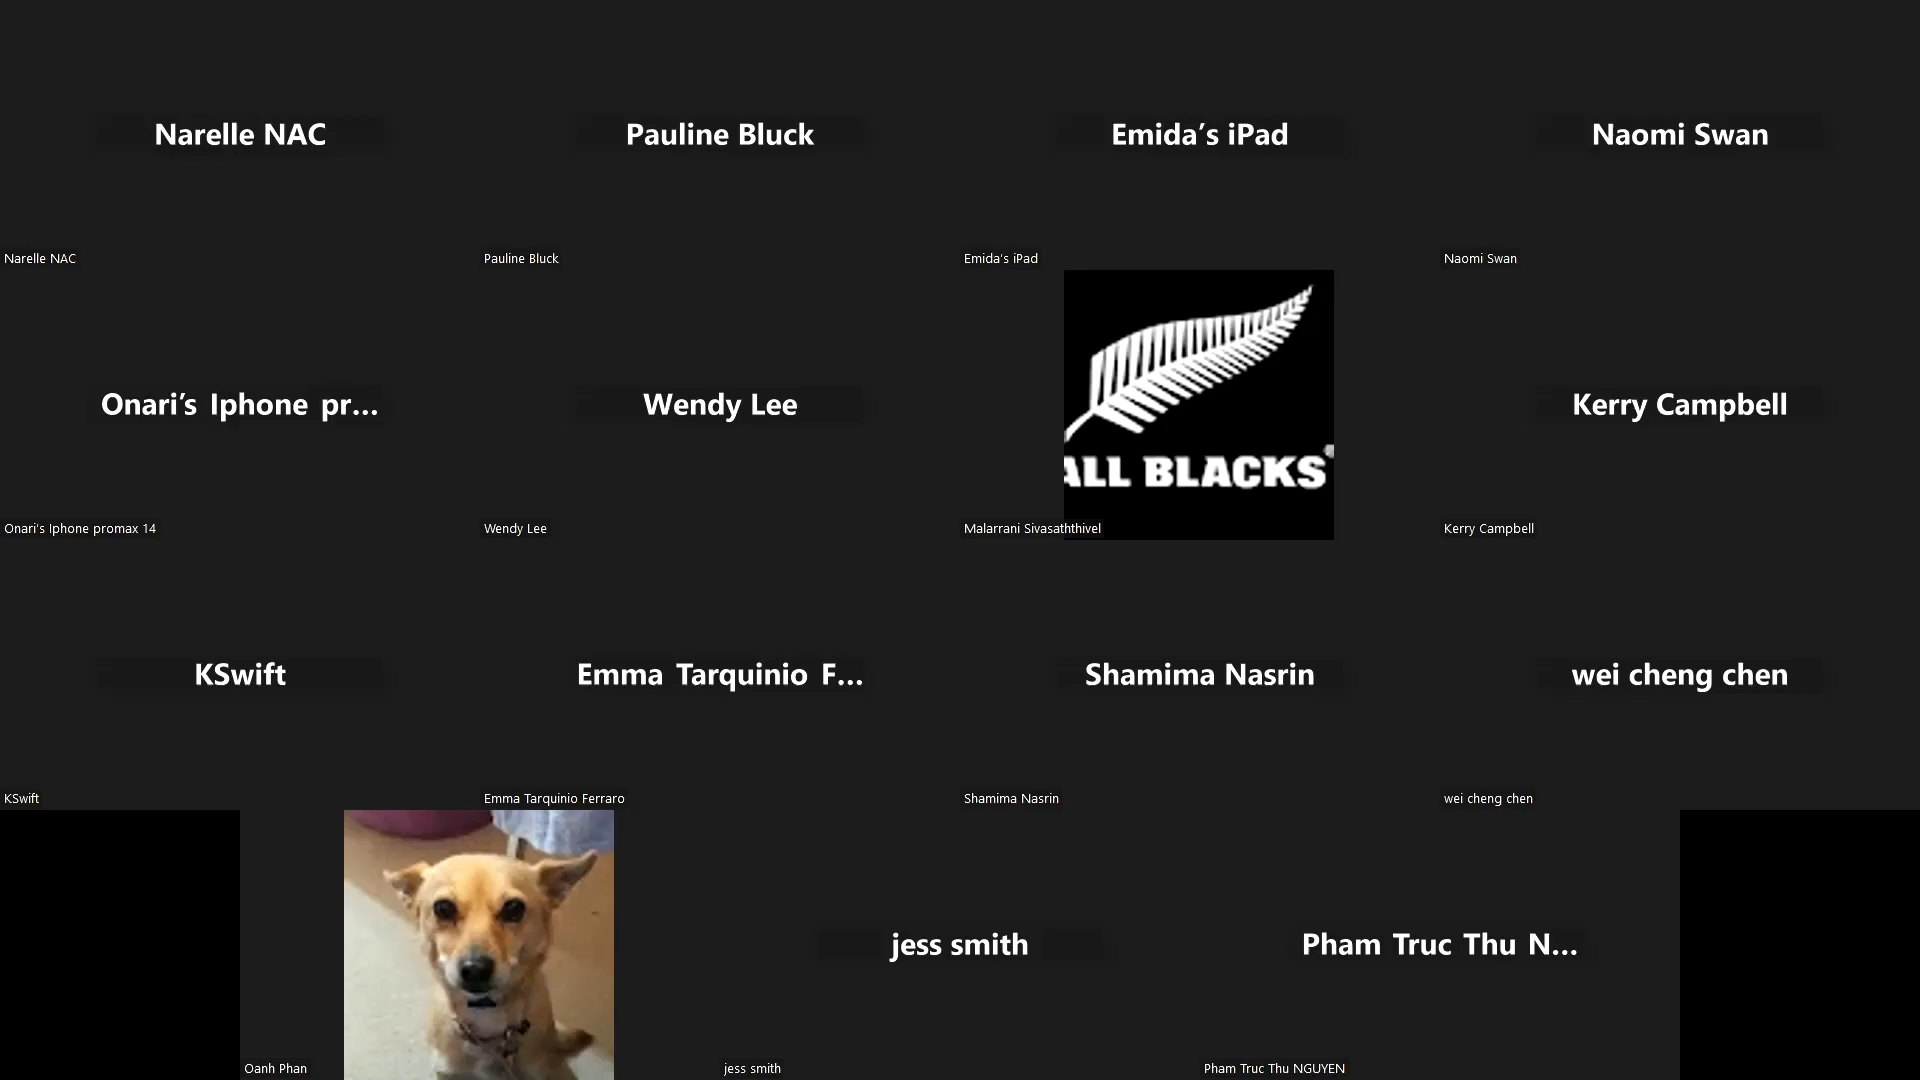 Narelle NAC
Pauline Bluck
Emida’s iPad
Naomi Swan
Narelle NAC
Pauline Bluck
Emida's iPad
Naomi Swan
Onari’s Iphone pr...
Wendy Lee
ALL BLACKS
Kerry Campbell
Onari's Iphone promax 14
Wendy Lee
Malarrani Sivasaththivel
Kerry Campbell
KSwift
Emma Tarquinio F...
Shamima Nasrin
wei cheng chen
KSwift
Emma Tarquinio Ferraro
Shamima Nasrin
wei cheng chen
jess smith
Pham Truc Thu N...
Oanh Phan
jess smith
Pham Truc Thu NGUYEN